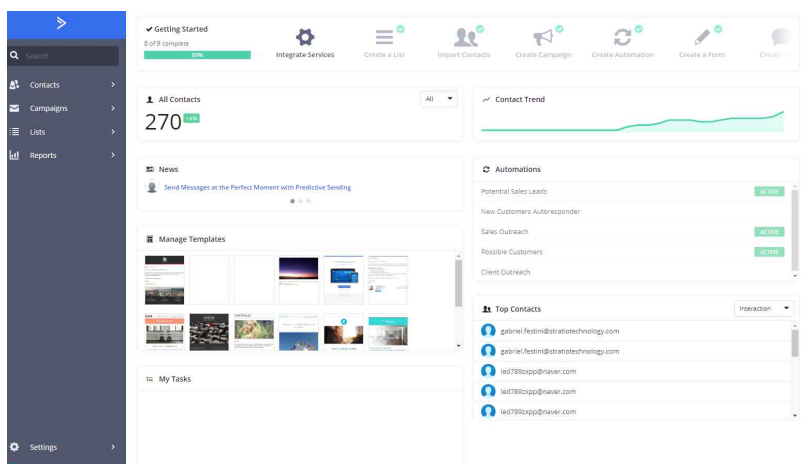 Search
Contacts
Campaigns
Lists
Reports
Settings
Getting Started
8 of 9 complete
89%
Integrate Services
Create a List
Import Contacts
Create Campaign
Create Automation
Create a Form
Create
All Contacts
All
270 +6%
Contact Trend
News
Send Messages at the Perfect Moment with Predictive Sending
Automations
Potential Sales Leads ACTIVE
New Customers Autoresponder
Sales Outreach ACTIVE
Possible Customers ACTIVE
Client Outreach
Manage Templates
Top Contacts
Interaction
gabriel.festini@stratiotechnology.com
gabriel.festini@stratiotechnology.com
led789zxpp@naver.com
led789zxpp@naver.com
led789zxpp@naver.com
My Tasks